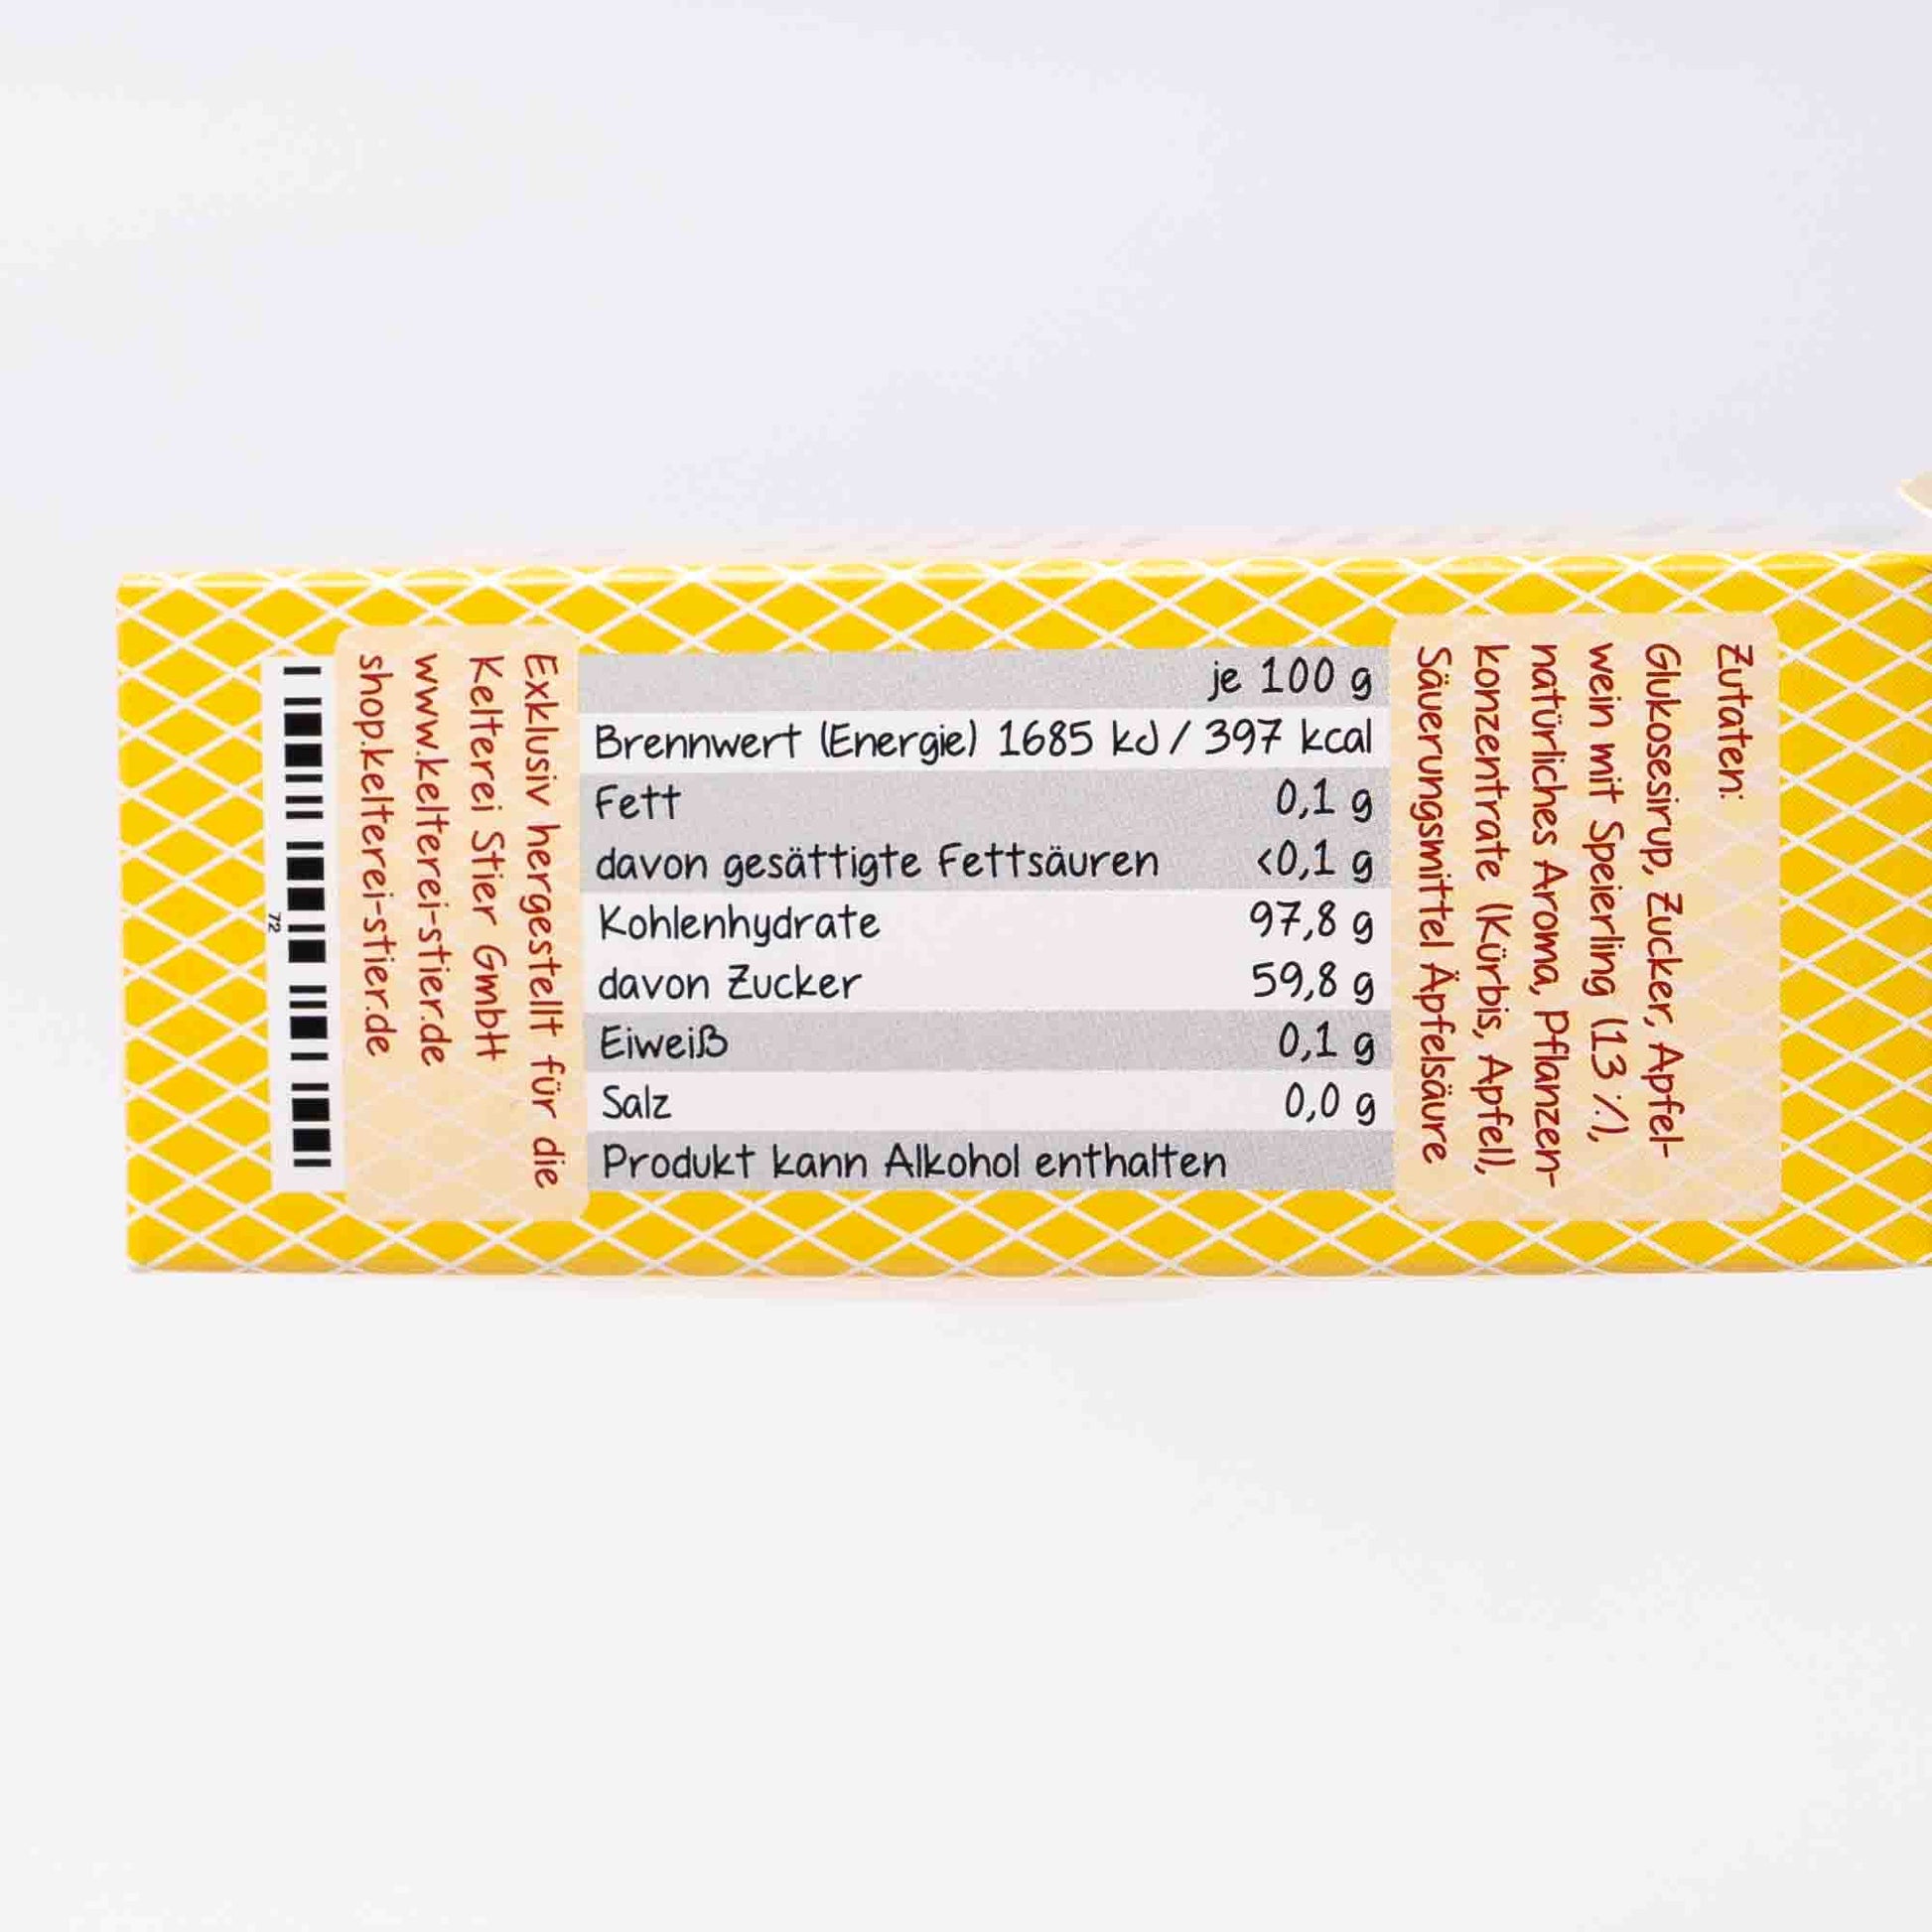 Zutaten:
Glukosesirup, Zucker, Apfel-
wein mit Speierling (13 %),
natürliches Aroma, Pflanzen-
konzentrate (Kürbis, Apfel),
Säuerungsmittel Äpfelsäure
je 100 g
Brennwert (Energie) 1685 kJ / 397 kcal
Fett 0,1 g
davon gesättigte Fettsäuren <0,1 g
Kohlenhydrate 97,8 g
davon Zucker 59,8 g
Eiweiß 0,1 g
Salz 0,0 g
Produkt kann Alkohol enthalten
Exklusiv hergestellt für die
Kelterei Stier GmbH
www.kelterei-stier.de
shop.kelterei-stier.de
72